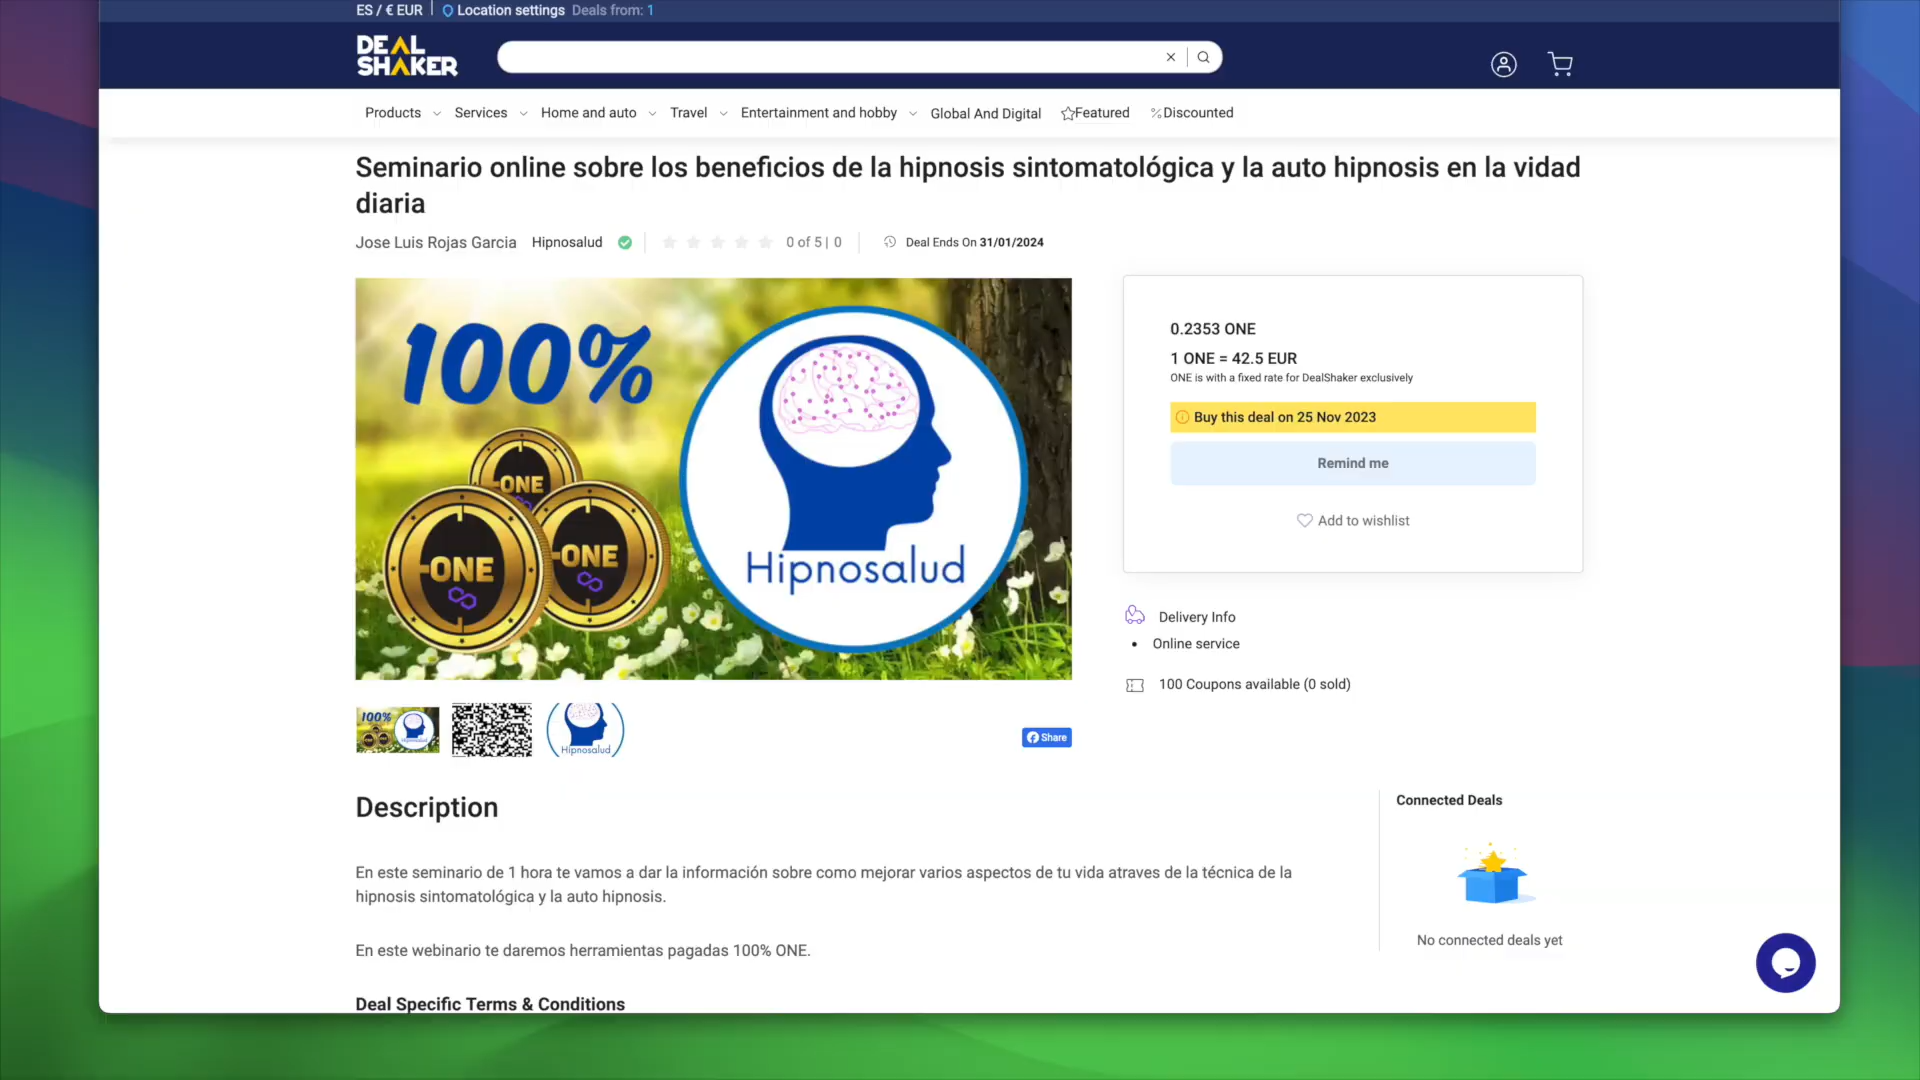 ES / € EUR
Location settings
Deals from: 1
DEAL
SHAKER
Products
Services
Home and auto
Travel
Entertainment and hobby
Global And Digital
Featured
Discounted
Seminario online sobre los beneficios de la hipnosis sintomatológica y la auto hipnosis en la vidad
diaria
Jose Luis Rojas Garcia
Hipnosalud
0 of 5 | 0
Deal Ends On 31/01/2024
100%
ONE
ONE
ONE
Hipnosalud
0.2353 ONE
1 ONE = 42.5 EUR
ONE is with a fixed rate for DealShaker exclusively
Buy this deal on 25 Nov 2023
Remind me
Add to wishlist
Delivery Info
• Online service
100 Coupons available (0 sold)
100%
Hipnosalud
Share
Description
En este seminario de 1 hora te vamos a dar la información sobre como mejorar varios aspectos de tu vida atraves de la técnica de la
hipnosis sintomatológica y la auto hipnosis.
En este webinario te daremos herramientas pagadas 100% ONE.
Deal Specific Terms & Conditions
Connected Deals
No connected deals yet